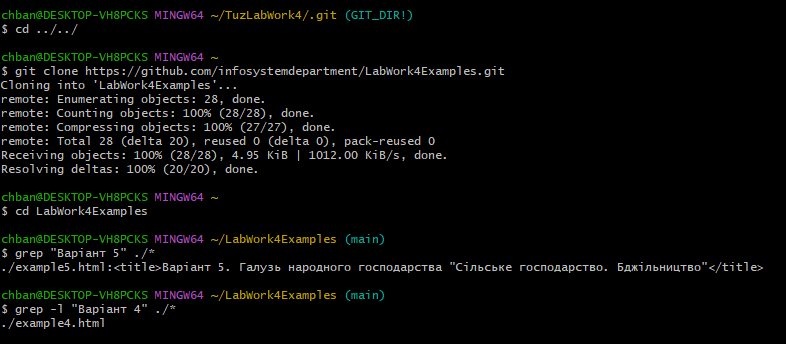 chban@DESKTOP-VH8PCKS MINGW64 ~/TuzLabWork4/.git (GIT_DIR!)
$ cd ../../
chban@DESKTOP-VH8PCKS MINGW64 ~
$ git clone https://github.com/infosystemdepartment/LabWork4Examples.git
Cloning into 'LabWork4Examples'...
remote: Enumerating objects: 28, done.
remote: Counting objects: 100% (28/28), done.
remote: Compressing objects: 100% (27/27), done.
remote: Total 28 (delta 20), reused 0 (delta 0), pack-reused 0
Receiving objects: 100% (28/28), 4.95 KiB | 1012.00 KiB/s, done.
Resolving deltas: 100% (20/20), done.
chban@DESKTOP-VH8PCKS MINGW64 ~
$ cd LabWork4Examples
chban@DESKTOP-VH8PCKS MINGW64 ~/LabWork4Examples (main)
$ grep "Варіант 5" ./*
./example5.html:<title>Варіант 5. Галузь народного господарства "Сільське господарство. Бджільництво"</title>
chban@DESKTOP-VH8PCKS MINGW64 ~/LabWork4Examples (main)
$ grep -l "Варіант 4" ./*
./example4.html